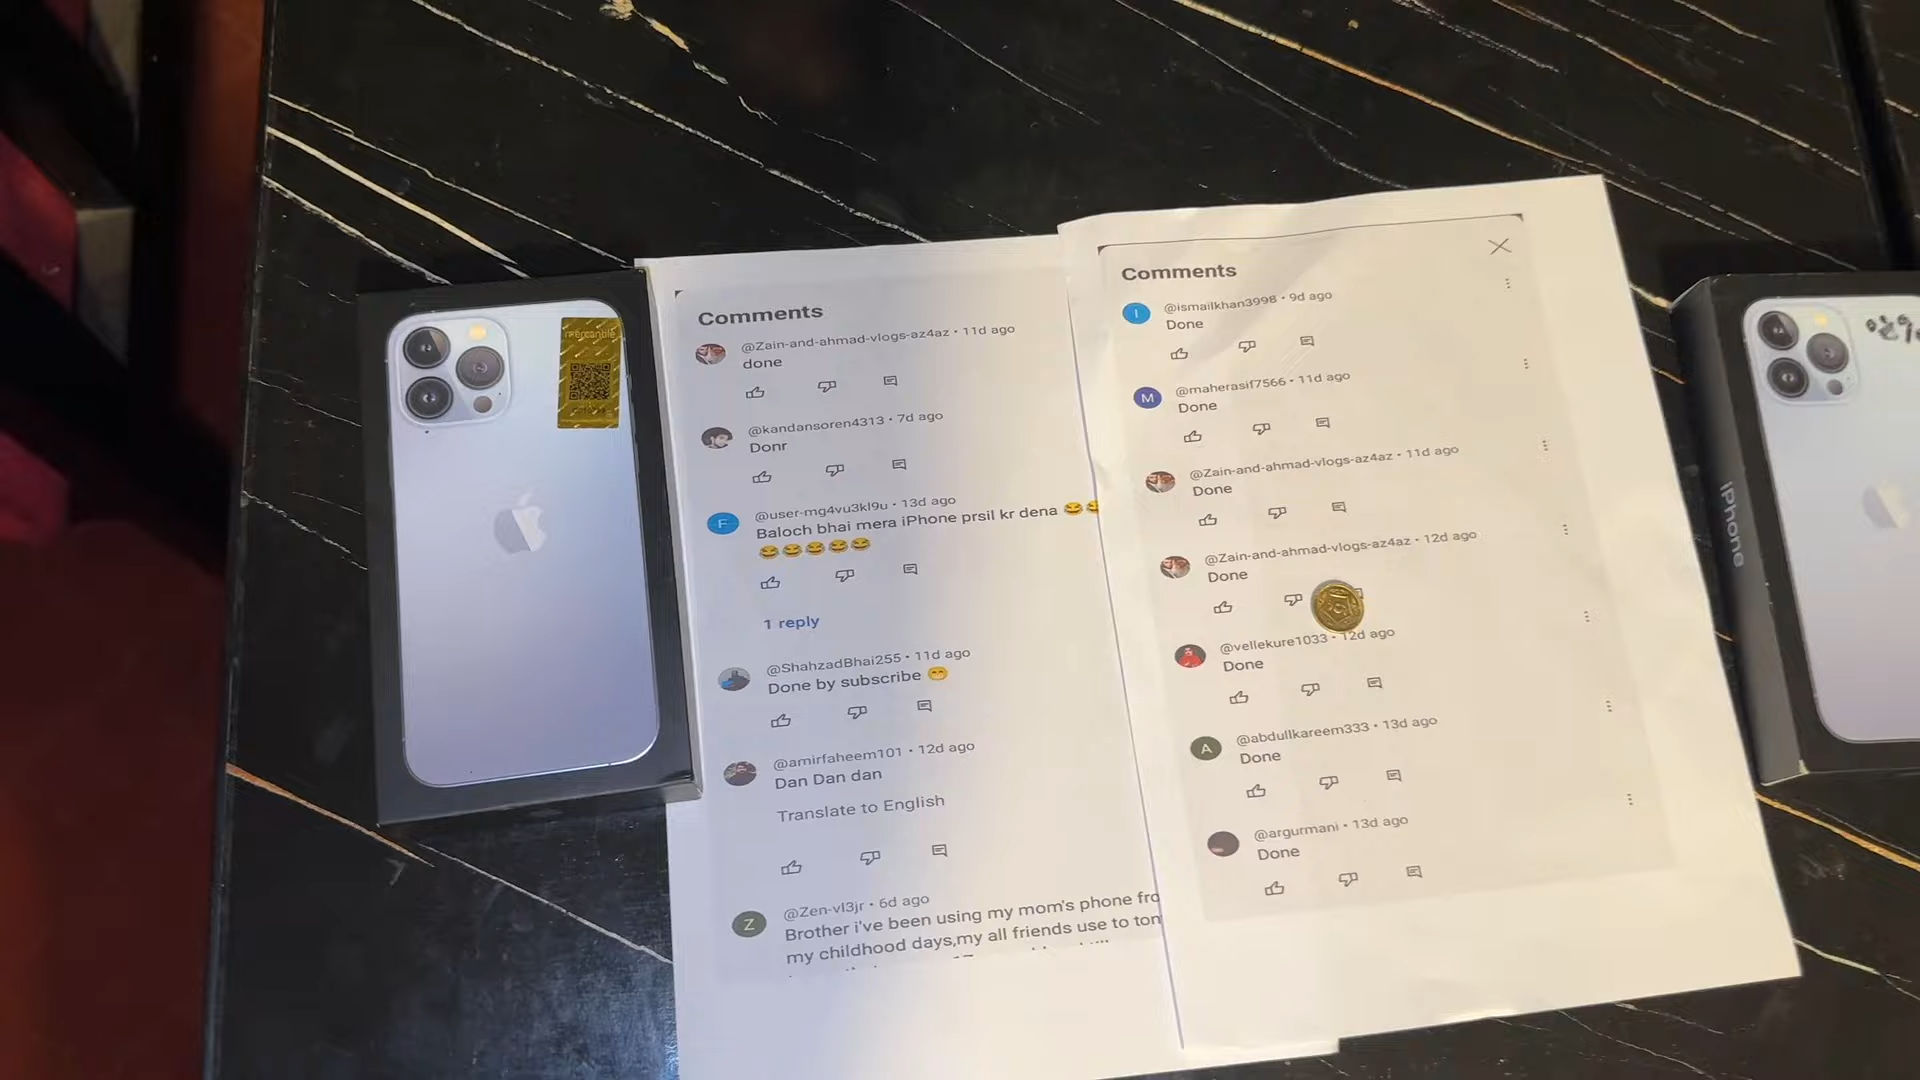 Comments
@Zain-and-ahmad-vlogs-az4az • 11d ago
done
@kandansoren4313 • 7d ago
Donr
F
@user-mg4vu3kl9u • 13d ago
Baloch bhai mera iPhone prsil kr dena 😂😂
😂😂😂😂😂
1 reply
@ShahzadBhai255 • 11d ago
Done by subscribe 😁
@amirfaheem101 • 12d ago
Dan Dan dan
Translate to English
Z
@Zen-vl3jr • 6d ago
Brother i've been using my mom's phone fro
my childhood days,my all friends use to ton
Comments
I
@ismailkhan3998 • 9d ago
Done
M
@maherasif7566 • 11d ago
Done
@Zain-and-ahmad-vlogs-az4az • 11d ago
Done
@Zain-and-ahmad-vlogs-az4az • 12d ago
Done
@vellekure1033 • 12d ago
Done
A
@abdullkareem333 • 13d ago
Done
@argurmani • 13d ago
Done
iPhone